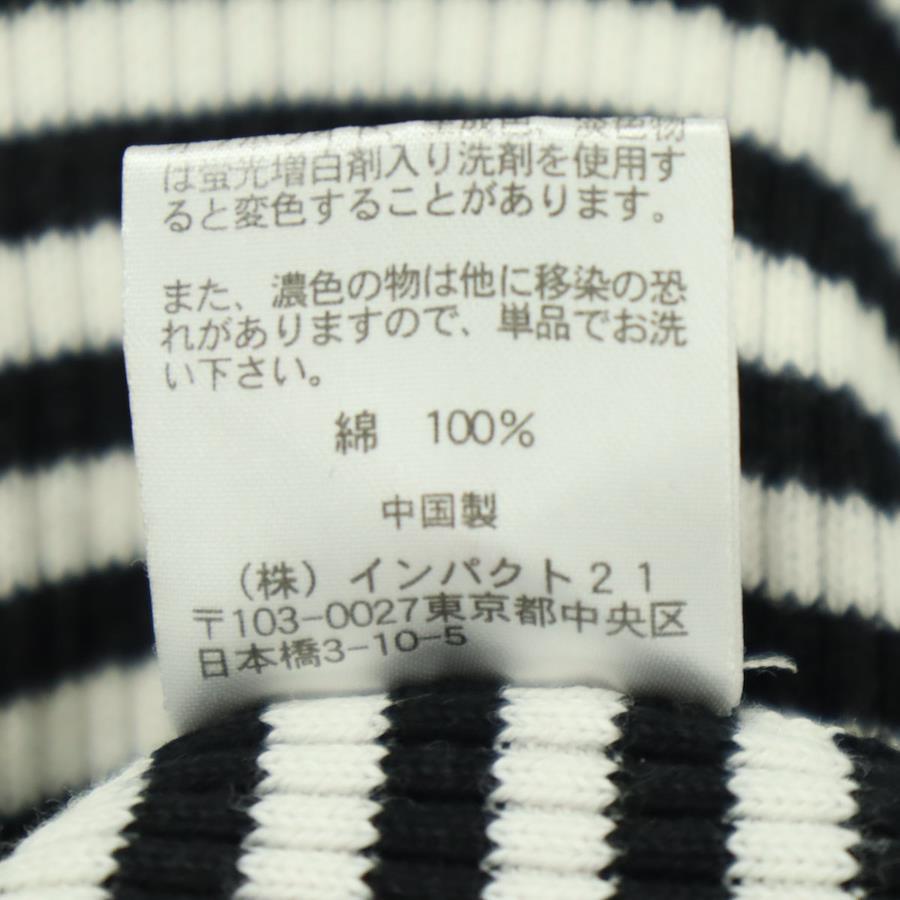 は蛍光増白剤入り洗剤を使用す
ると変色することがあります。
また、濃色の物は他に移染の恐
れがありますので、単品でお洗
い下さい。
綿 100%
中国製
（株）インパクト21
〒103-0027東京都中央区
日本橋3-10-5